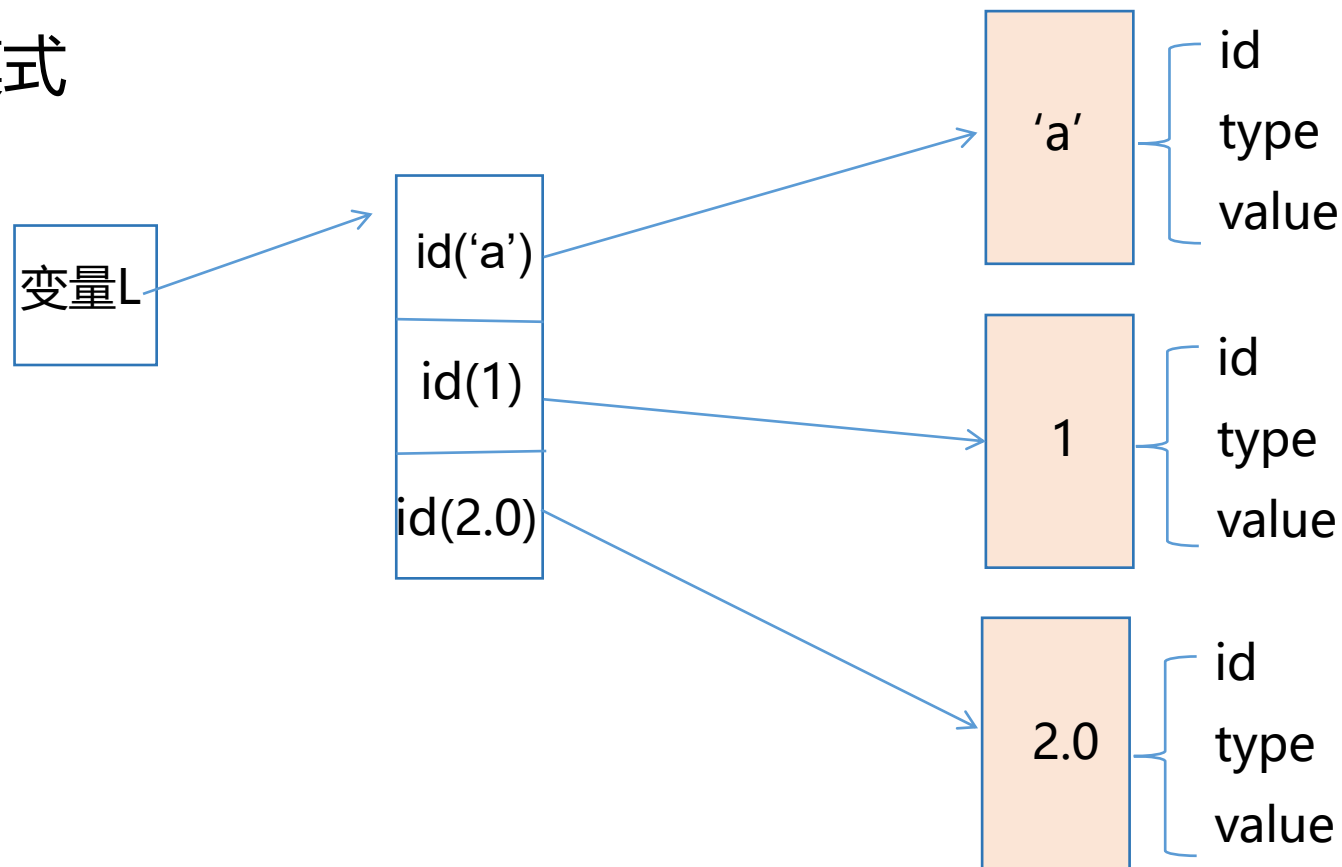 式
变量L
id(‘a’)
id(1)
id(2.0)
‘a’
id
type
value
1
id
type
value
2.0
id
type
value